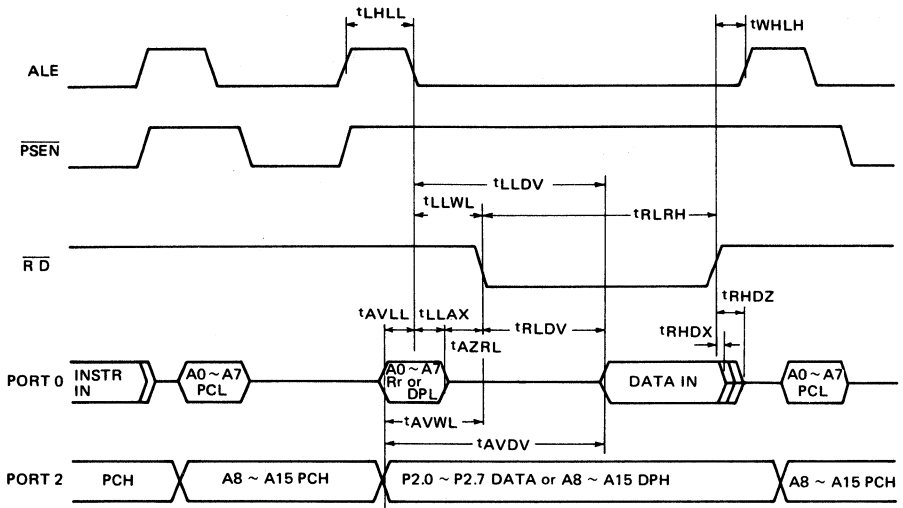 tLHLL
tWHLH
ALE
PSEN
tLLDV
tLLWL
tRLRH
R D
tRHDZ
tAVLL
tLLAX
tRLDV
tRHDX
tAZRL
PORT 0
INSTR
IN
A0 ~ A7
PCL
A0 ~ A7
Rr or
DPL
DATA IN
A0 ~ A7
PCL
tAVWL
tAVDV
PORT 2
PCH
A8 ~ A15 PCH
P2.0 ~ P2.7 DATA or A8 ~ A15 DPH
A8 ~ A15 PCH